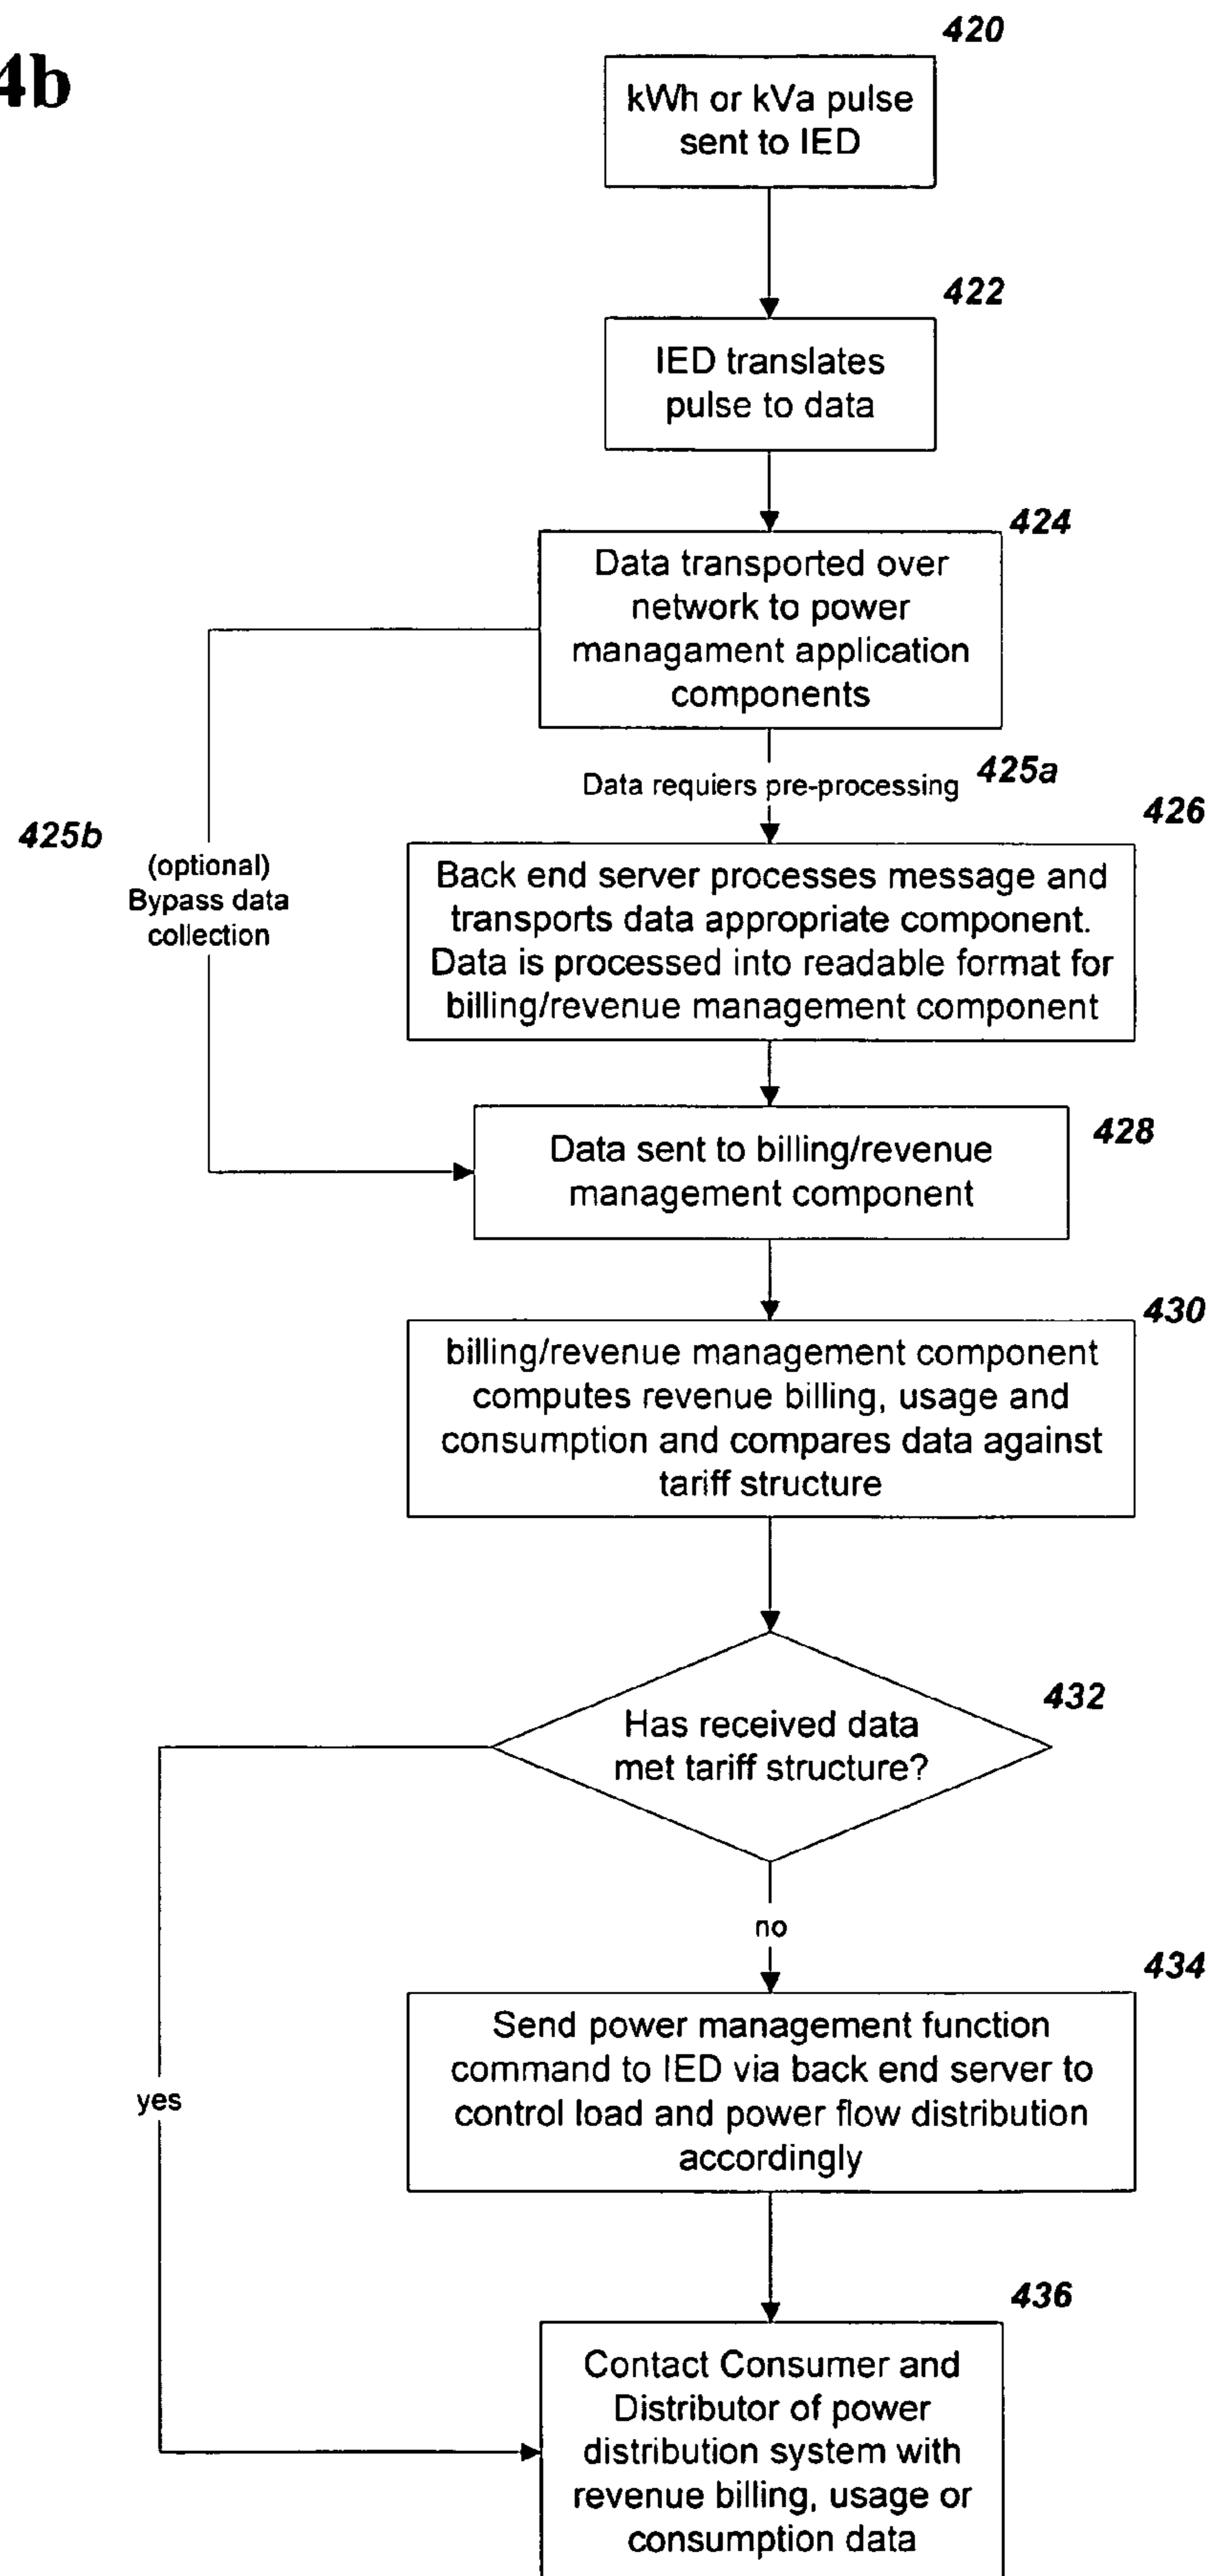 4b
420
kWh or kVa pulse
sent to IED
422
IED translates
pulse to data
424
Data transported over
network to power
managament application
components
Data requiers pre-processing
425a
425b
(optional)
Bypass data
collection
426
Back end server processes message and
transports data appropriate component.
Data is processed into readable format for
billing/revenue management component
428
Data sent to billing/revenue
management component
430
billing/revenue management component
computes revenue billing, usage and
consumption and compares data against
tariff structure
432
Has received data
met tariff structure?
no
yes
434
Send power management function
command to IED via back end server to
control load and power flow distribution
accordingly
436
Contact Consumer and
Distributor of power
distribution system with
revenue billing, usage or
consumption data